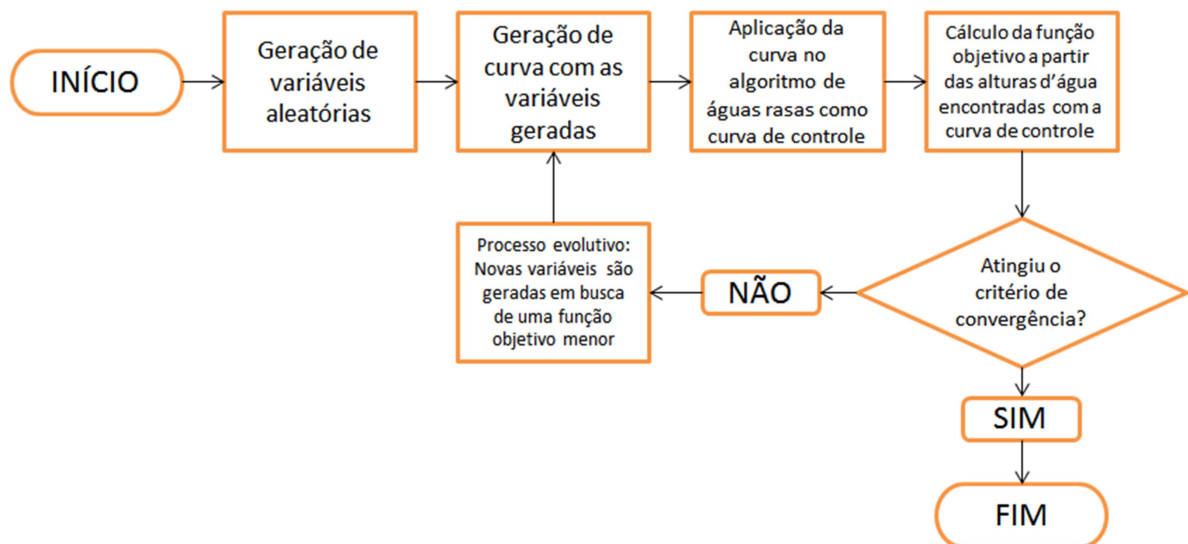 INÍCIO
Geração de
variáveis
aleatórias
Geração de
curva com as
variáveis
geradas
Aplicação da
curva no
algoritmo de
águas rasas como
curva de controle
Cálculo da função
objetivo a partir
das alturas d’água
encontradas com a
curva de controle
Atingiu o
critério de
convergência?
NÃO
Processo evolutivo:
Novas variáveis são
geradas em busca
de uma função
objetivo menor
SIM
FIM